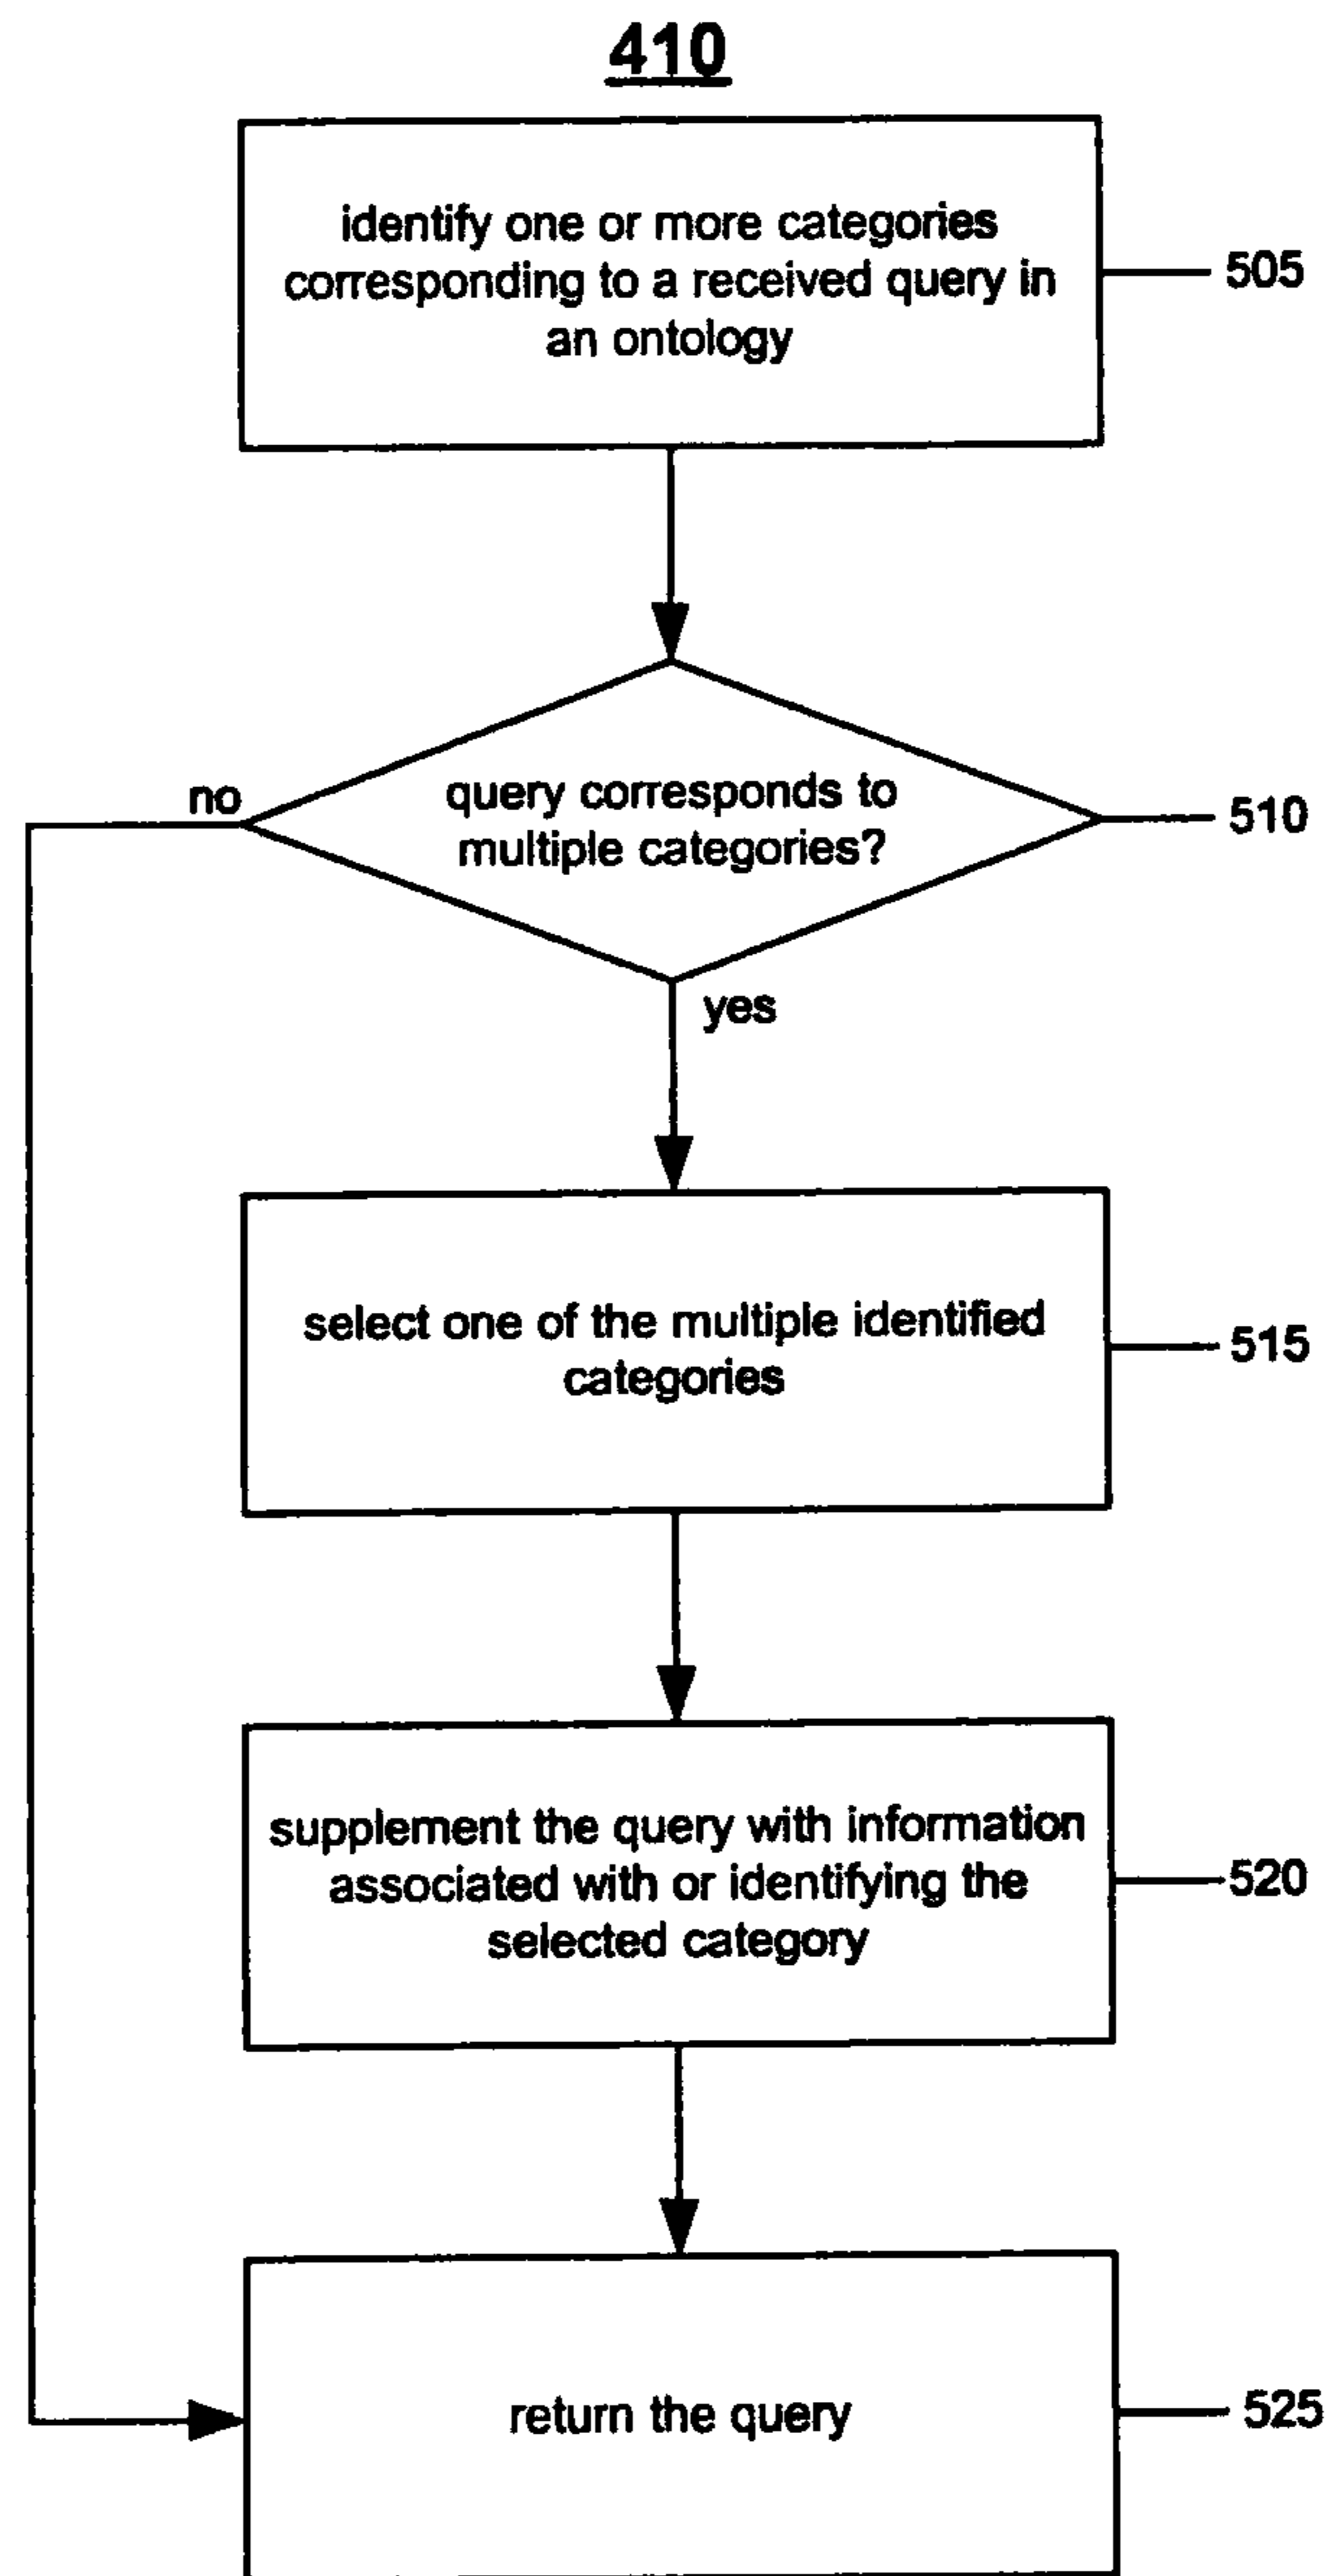 410
identify one or more categories
corresponding to a received query in
an ontology
505
query corresponds to
multiple categories?
510
no
yes
select one of the multiple identified
categories
515
supplement the query with information
associated with or identifying the
selected category
520
return the query
525